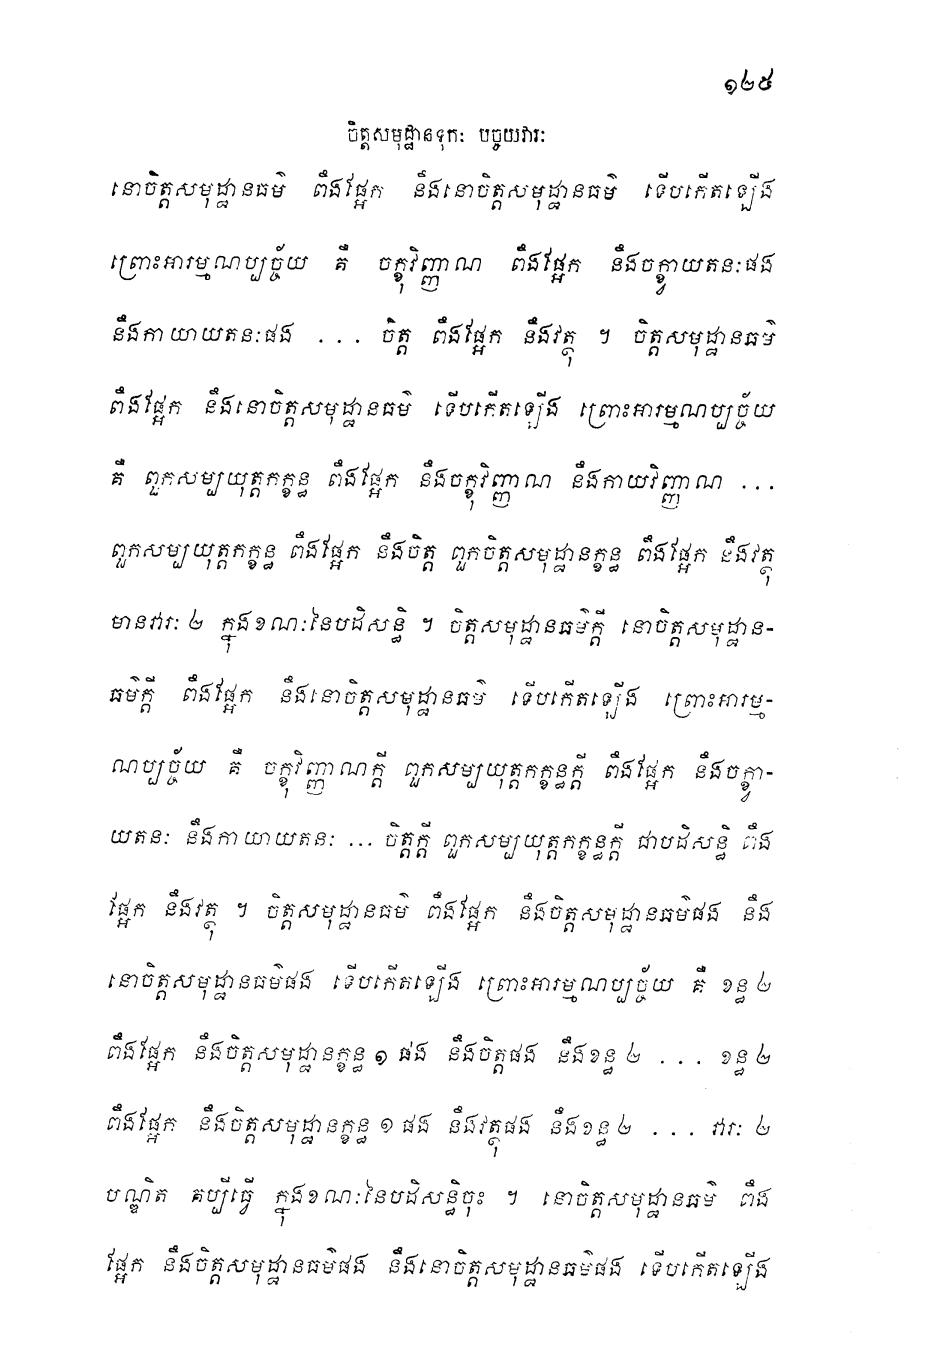 ១២៥
ចិត្តសមុដ្ឋានទុកៈ បច្ចយវារៈ
នោចិត្តសមុដ្ឋានធម៌ ពឹងផ្អែក នឹងនោចិត្តសមុដ្ឋានធម៌ ទើបកើតឡើង
ព្រោះអារម្មណប្បច្ច័យ គឺ ចក្ខុវិញ្ញាណ ពឹងផ្អែក នឹងចក្ខាយតនៈផង
នឹងកាយាយតនៈផង ... ចិត្ត ពឹងផ្អែក នឹងវត្ថុ ។ ចិត្តសមុដ្ឋានធម៌
ពឹងផ្អែក នឹងនោចិត្តសមុដ្ឋានធម៌ ទើបកើតឡើង ព្រោះអារម្មណប្បច្ច័យ
គឺ ពួកសម្បយុត្តកក្ខន្ធ ពឹងផ្អែក នឹងចក្ខុវិញ្ញាណ នឹងកាយវិញ្ញាណ ...
ពួកសម្បយុត្តកក្ខន្ធ ពឹងផ្អែក នឹងចិត្ត ពួកចិត្តសមុដ្ឋានក្ខន្ធ ពឹងផ្អែក នឹងវត្ថុ
មានវារៈ ២ ក្នុងខណៈនៃបដិសន្ធិ ។ ចិត្តសមុដ្ឋានធម៌ក្តី នោចិត្តសមុដ្ឋាន-
ធម៌ក្តី ពឹងផ្អែក នឹងនោចិត្តសមុដ្ឋានធម៌ ទើបកើតឡើង ព្រោះអារម្ម-
ណប្បច្ច័យ គឺ ចក្ខុវិញ្ញាណក្តី ពួកសម្បយុត្តកក្ខន្ធក្តី ពឹងផ្អែក នឹងចក្ខា-
យតនៈ នឹងកាយាយតនៈ ... ចិត្តក្តី ពួកសម្បយុត្តកក្ខន្ធក្តី ជាបដិសន្ធិ ពឹង
ផ្អែក នឹងវត្ថុ ។ ចិត្តសមុដ្ឋានធម៌ ពឹងផ្អែក នឹងចិត្តសមុដ្ឋានធម៌ផង នឹង
នោចិត្តសមុដ្ឋានធម៌ផង ទើបកើតឡើង ព្រោះអារម្មណប្បច្ច័យ គឺ ខន្ធ ២
ពឹងផ្អែក នឹងចិត្តសមុដ្ឋានក្ខន្ធ ១ ផង នឹងចិត្តផង នឹងខន្ធ ២ ... ខន្ធ ២
ពឹងផ្អែក នឹងចិត្តសមុដ្ឋានក្ខន្ធ ១ ផង នឹងវត្ថុផង នឹងខន្ធ ២ ... វារៈ ២
បណ្ឌិត គប្បីធ្វើ ក្នុងខណៈនៃបដិសន្ធិចុះ ។ នោចិត្តសមុដ្ឋានធម៌ ពឹង
ផ្អែក នឹងចិត្តសមុដ្ឋានធម៌ផង នឹងនោចិត្តសមុដ្ឋានធម៌ផង ទើបកើតឡើង